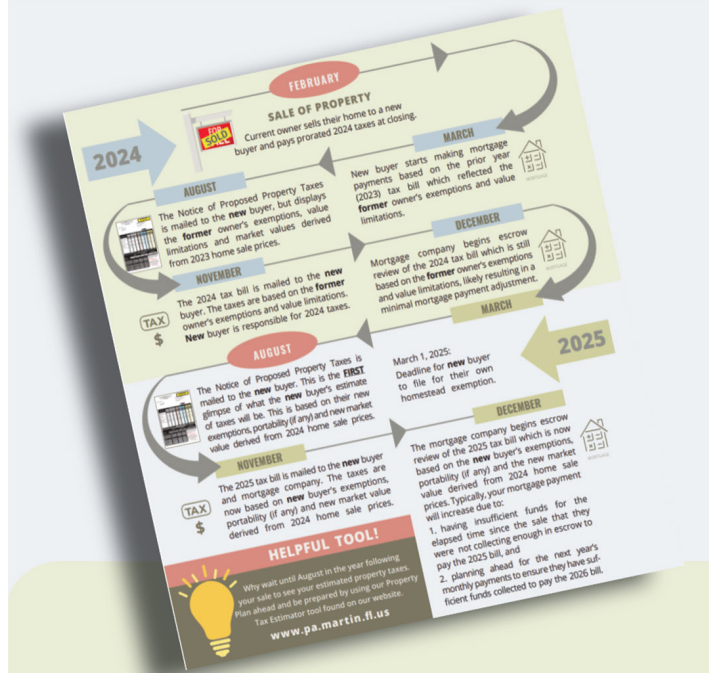 FEBRUARY
SALE OF PROPERTY
Current owner sells their home to a new
buyer and pays prorated 2024 taxes at closing.
FOR
SALE
SOLD
2024
MARCH
New buyer starts making mortgage
payments based on the prior year
(2023) tax bill which reflected the
former owner's exemptions and value
limitations.
MORTGAGE
AUGUST
The Notice of Proposed Property Taxes
is mailed to the new buyer, but displays
the former owner's exemptions, value
limitations and market values derived
from 2023 home sale prices.
NOVEMBER
The 2024 tax bill is mailed to the new
buyer. The taxes are based on the former
owner's exemptions and value limitations.
New buyer is responsible for 2024 taxes.
TAX
$
DECEMBER
Mortgage company begins escrow
review of the 2024 tax bill which is still
based on the former owner's exemptions
and value limitations, likely resulting in a
minimal mortgage payment adjustment.
MORTGAGE
MARCH
2025
March 1, 2025:
Deadline for new buyer
to file for their own
homestead exemption.
AUGUST
The Notice of Proposed Property Taxes is
mailed to the new buyer. This is the FIRST
glimpse of what the new buyer's estimate
of taxes will be. This is based on their new
exemptions, portability (if any) and new market
value derived from 2024 home sale prices.
NOVEMBER
The 2025 tax bill is mailed to the new buyer
and mortgage company. The taxes are
now based on new buyer's exemptions,
portability (if any) and new market value
derived from 2024 home sale prices.
TAX
$
DECEMBER
The mortgage company begins escrow
review of the 2025 tax bill which is now
based on the new buyer's exemptions,
portability (if any) and the new market
value derived from 2024 home sale
prices. Typically, your mortgage payment
will increase due to:
1. having insufficient funds for the
elapsed time since the sale that they
were not collecting enough in escrow to
pay the 2025 bill, and
2. planning ahead for the next year's
monthly payments to ensure they have suf-
ficient funds collected to pay the 2026 bill.
MORTGAGE
HELPFUL TOOL!
Why wait until August in the year following
your sale to see your estimated property taxes.
Plan ahead and be prepared by using our Property
Tax Estimator tool found on our website.
www.pa.martin.fl.us